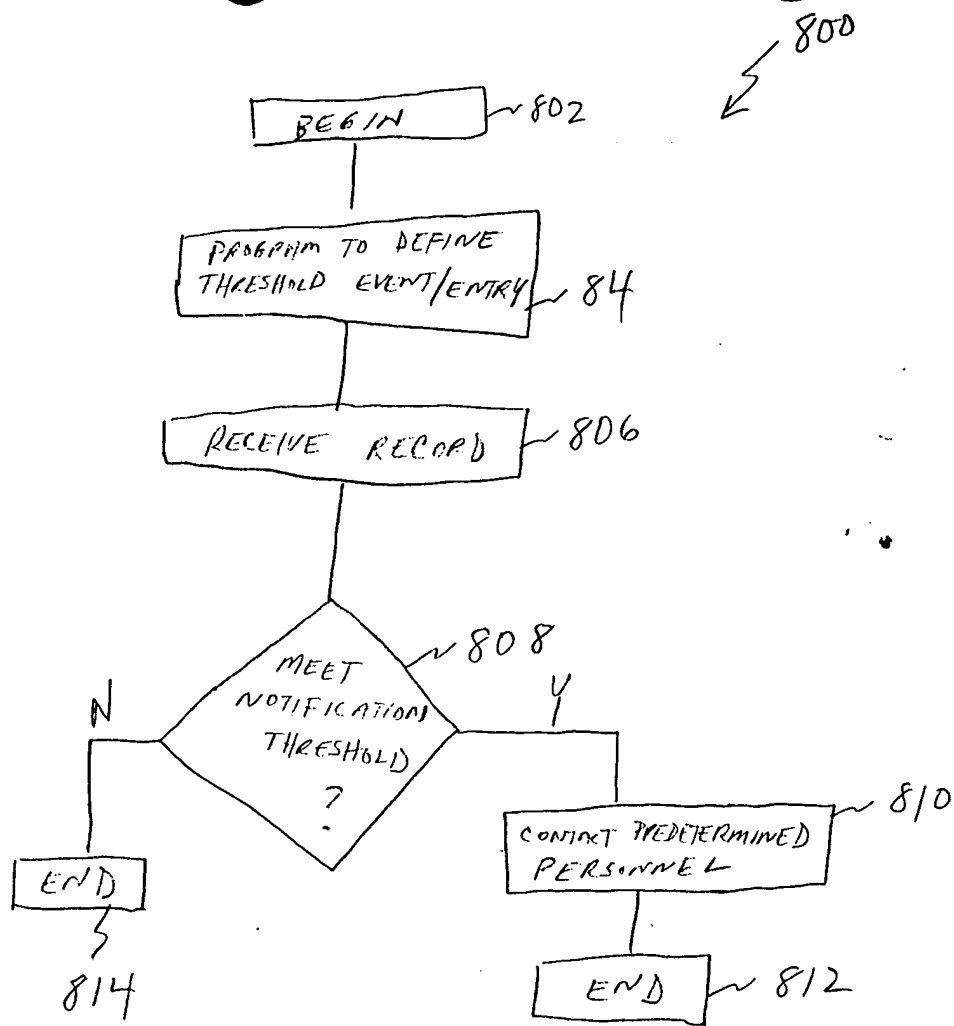 800
BEGIN
802
PROGRAM TO DEFINE
THRESHOLD EVENT/ENTRY
84
RECEIVE RECORD
806
MEET
NOTIFICATION
THRESHOLD
?
808
N
Y
CONTACT PREDETERMINED
PERSONNEL
810
END
814
END
812